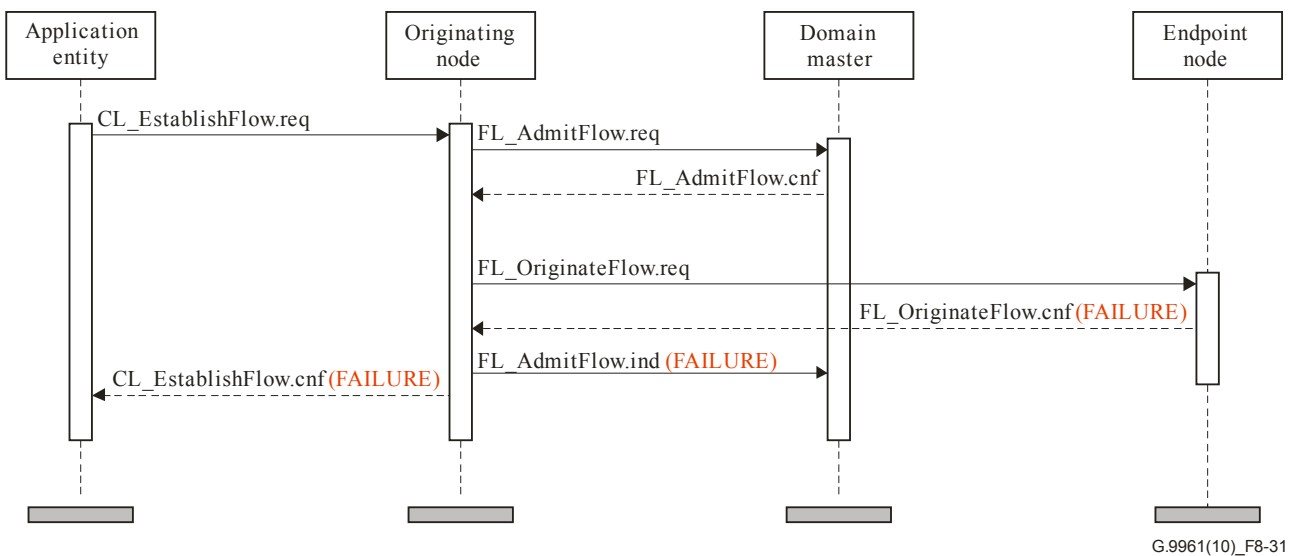 Application
entity
Originating
node
Domain
master
Endpoint
node
CL_EstablishFlow.req
FL_AdmitFlow.req
FL_AdmitFlow.cnf
FL_OriginateFlow.req
FL_OriginateFlow.cnf (FAILURE)
FL_AdmitFlow.ind (FAILURE)
CL_EstablishFlow.cnf (FAILURE)
G.9961(10)_F8-31